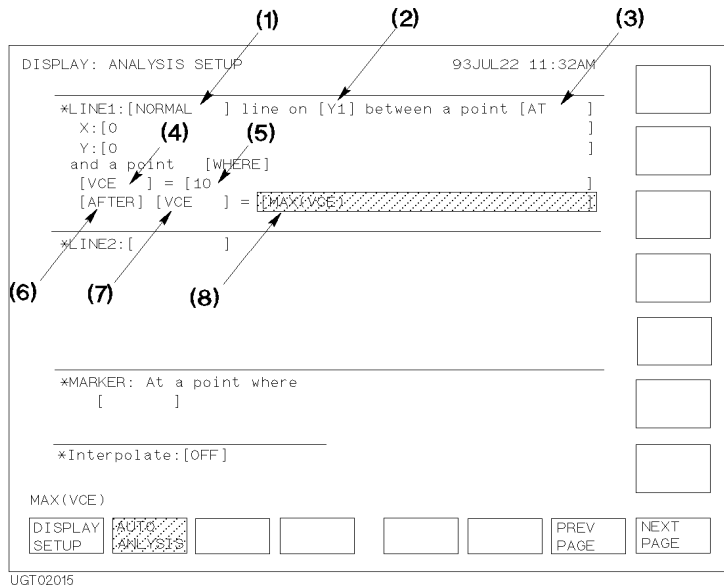 (1) (2) (3)
DISPLAY: ANALYSIS SETUP 93JUL22 11:32AM
*LINE1:[NORMAL ] line on [Y1] between a point [AT ]
X:[0 ]
(4) (5)
Y:[0 ]
and a point [WHERE]
[VCE ] = [10 ]
[AFTER] [VCE ] = [MAX(VCE) ]
*LINE2:[ ]
(6) (7) (8)
*MARKER: At a point where
[ ]
*Interpolate:[OFF]
MAX(VCE)
DISPLAY SETUP
AUTO ANLYSIS
PREV PAGE
NEXT PAGE
UGT02015